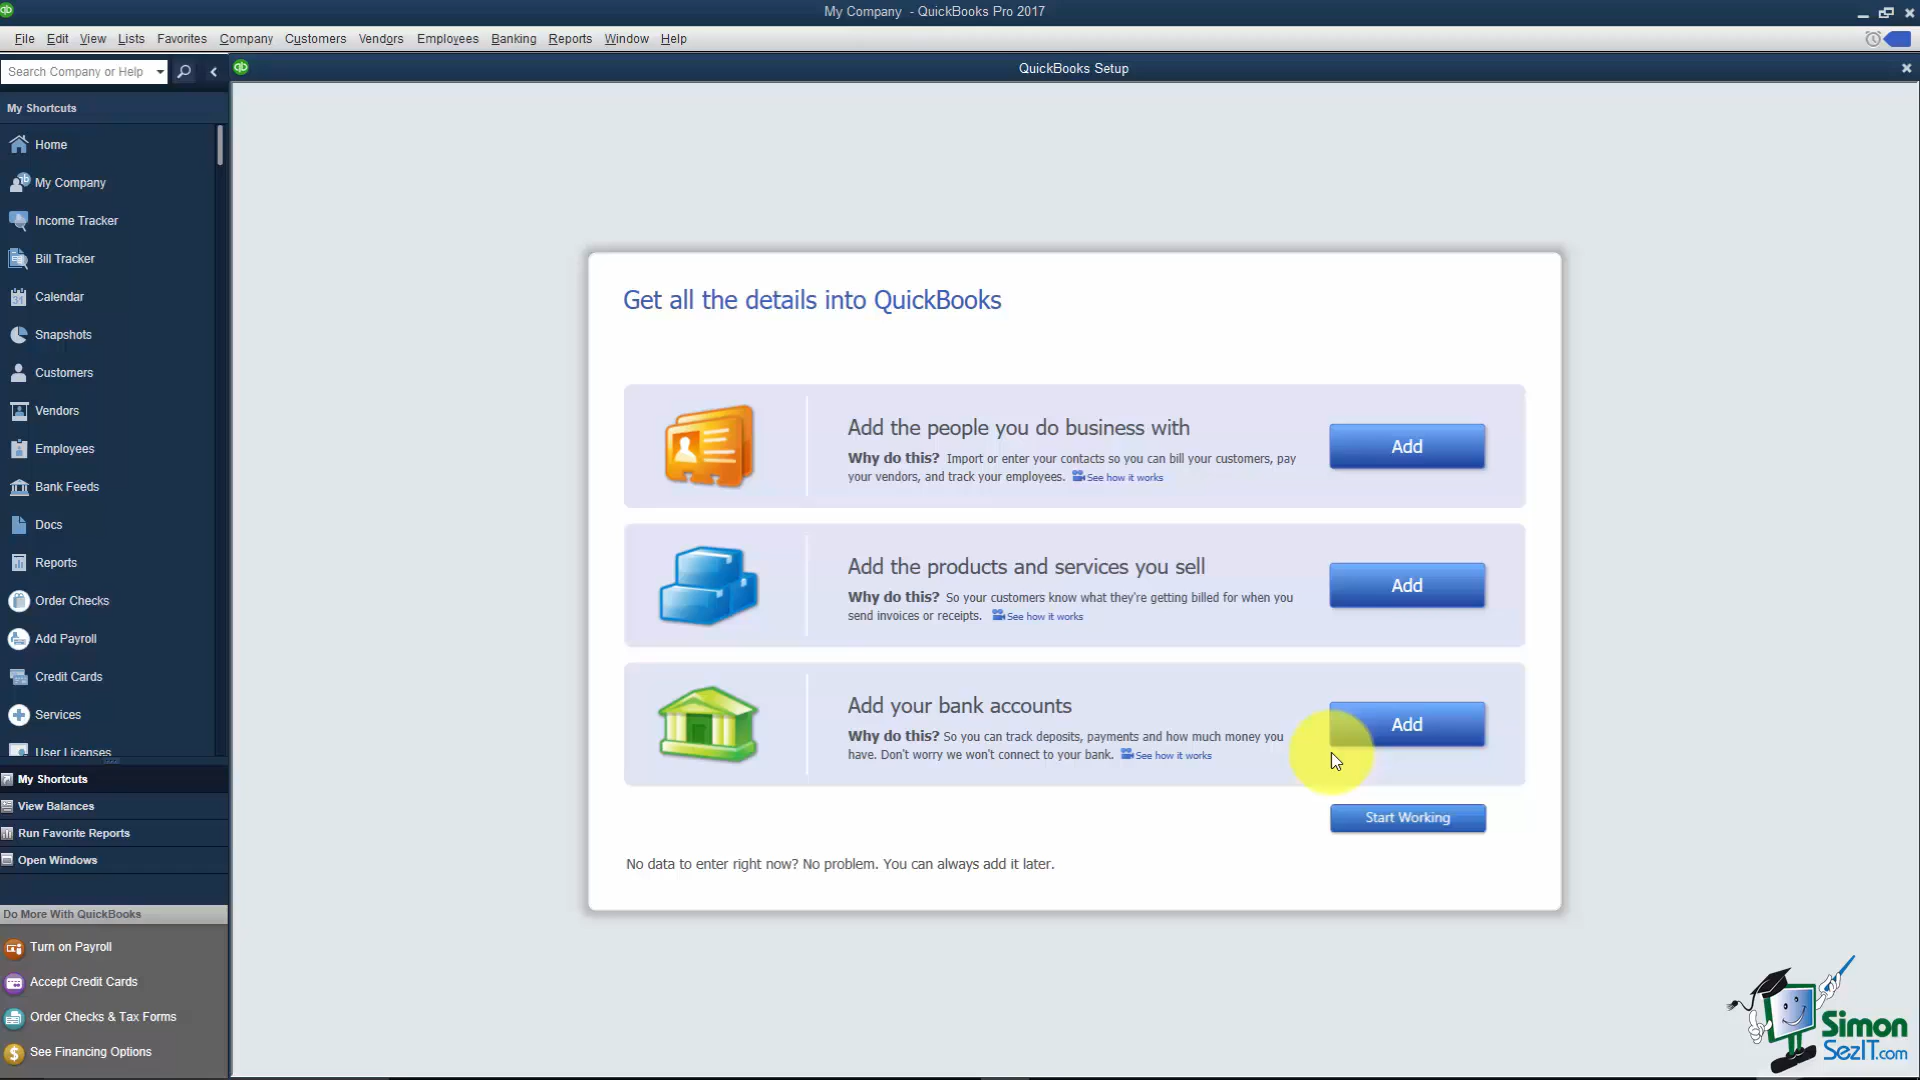 qb
My Company - QuickBooks Pro 2017
File Edit View Lists Favorites Company Customers Vendors Employees Banking Reports Window Help
Search Company or Help
qb
QuickBooks Setup
My Shortcuts
Home
My Company
Income Tracker
Bill Tracker
31
Calendar
Snapshots
Customers
Vendors
Employees
Bank Feeds
Docs
Reports
Order Checks
Add Payroll
Credit Cards
Services
User Licenses
My Shortcuts
View Balances
Run Favorite Reports
Open Windows
Do More With QuickBooks
Turn on Payroll
Accept Credit Cards
Order Checks & Tax Forms
$ See Financing Options
Get all the details into QuickBooks
Add the people you do business with
Why do this? Import or enter your contacts so you can bill your customers, pay
your vendors, and track your employees. See how it works
Add
Add the products and services you sell
Why do this? So your customers know what they're getting billed for when you
send invoices or receipts. See how it works
Add
Add your bank accounts
Why do this? So you can track deposits, payments and how much money you
have. Don't worry we won't connect to your bank. See how it works
Add
Start Working
No data to enter right now? No problem. You can always add it later.
Simon
SezIT.com